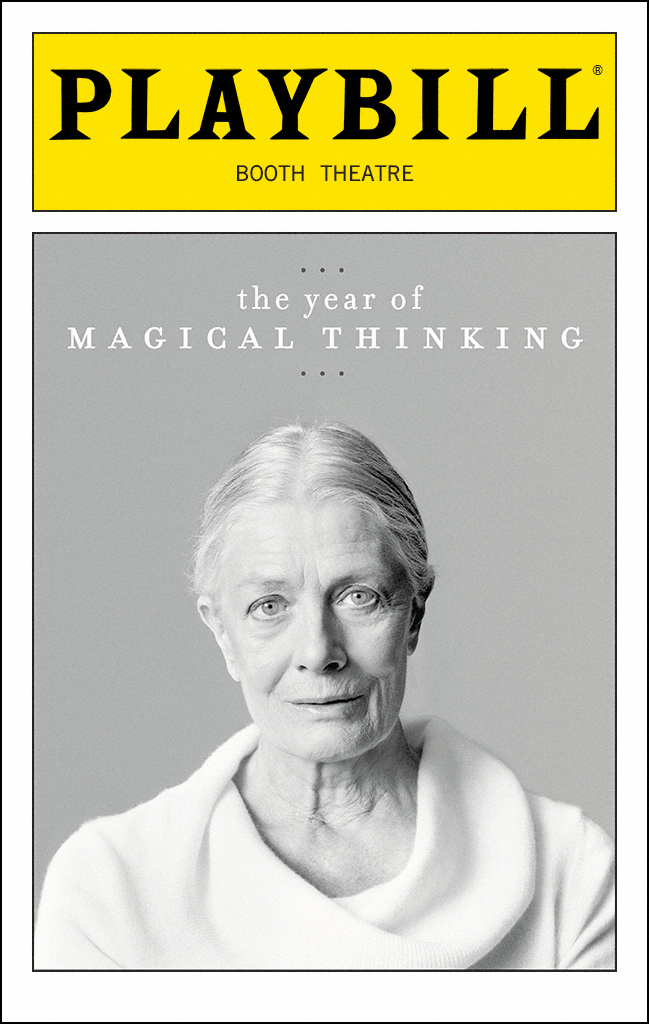 PLAYBILL®
BOOTH THEATRE
...
the year of
MAGICAL THINKING
...